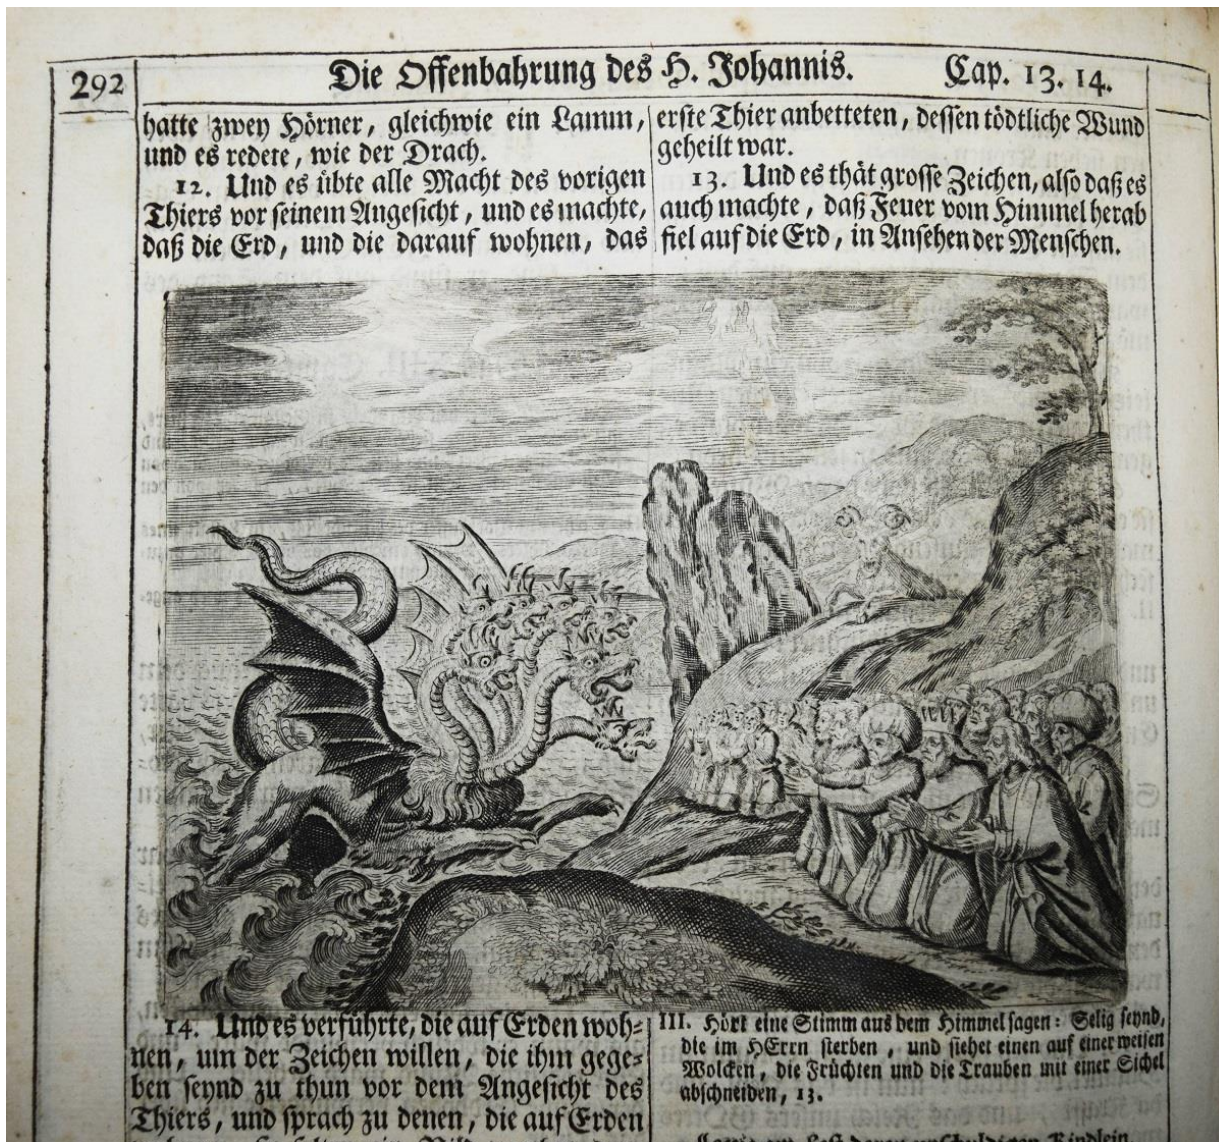 292
Die Offenbahrung des H. Johannis.
Cap. 13. 14.
hatte zwey Hörner, gleichwie ein Lamm,
und es redete, wie der Drach.
12. Und es übte alle Macht des vorigen
Thiers vor seinem Angesicht, und es machte,
daß die Erd, und die darauf wohnen, das
erste Thier anbetteten, dessen tödtliche Wund
geheilt war.
13. Und es thät grosse Zeichen, also daß es
auch machte, daß Feuer vom Himmel herab
fiel auf die Erd, in Ansehen der Menschen.
14. Und es verführte, die auf Erden woh⸗
nen, um der Zeichen willen, die ihm gege⸗
ben seynd zu thun vor dem Angesicht des
Thiers, und sprach zu denen, die auf Erden
III. Hört eine Stimm aus dem Himmel sagen: Selig seynd,
die im HErrn sterben, und siehet einen auf einer weisen
Wolcken, die Früchten und die Trauben mit einer Sichel
abschneiden, 13.